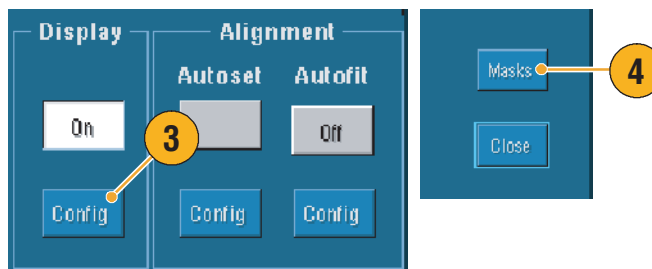 Display
Alignment
Autoset Autofit
On
Off
3
Config
Config
Config
Masks
4
Close